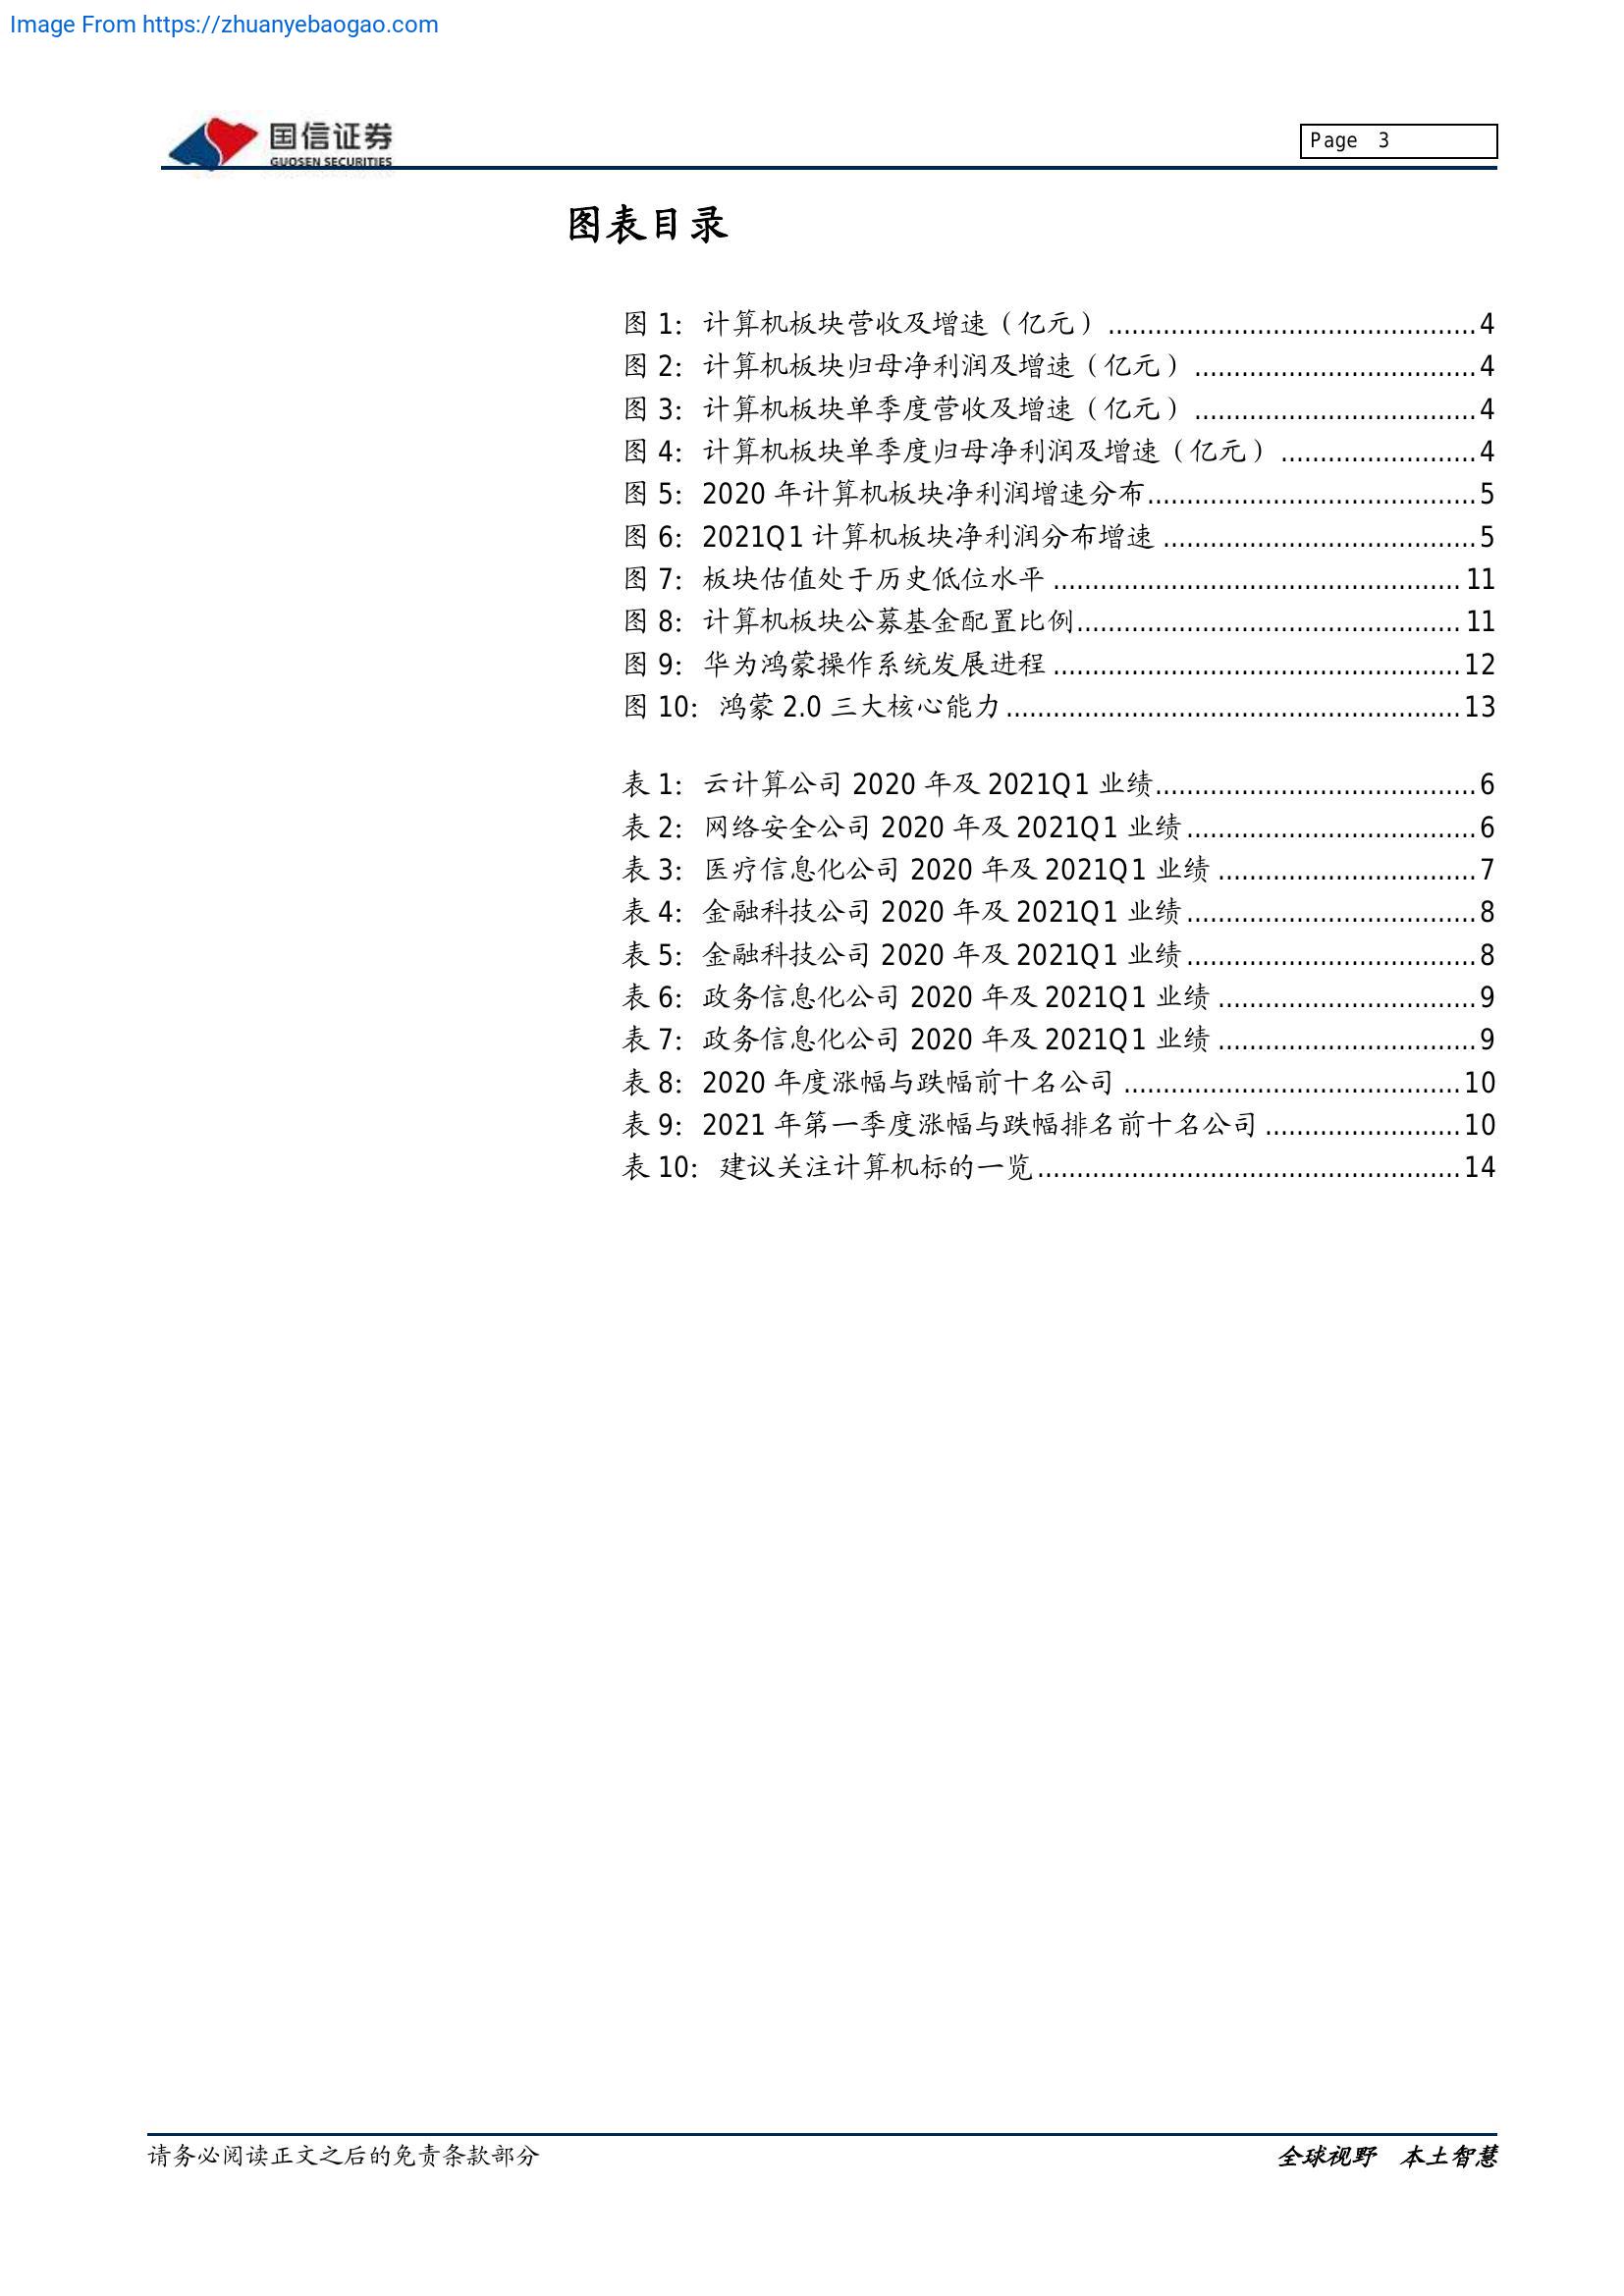 Image From https://zhuanyebaogao.com
国信证券
GUOSEN SECURITIES
Page 3
图表目录
图 1：计算机板块营收及增速（亿元）...............................................4
图 2：计算机板块归母净利润及增速（亿元）....................................4
图 3：计算机板块单季度营收及增速（亿元）....................................4
图 4：计算机板块单季度归母净利润及增速（亿元）.........................4
图 5：2020 年计算机板块净利润增速分布..........................................5
图 6：2021Q1 计算机板块净利润分布增速........................................5
图 7：板块估值处于历史低位水平....................................................11
图 8：计算机板块公募基金配置比例.................................................11
图 9：华为鸿蒙操作系统发展进程....................................................12
图 10：鸿蒙 2.0 三大核心能力..........................................................13
表 1：云计算公司 2020 年及 2021Q1 业绩.........................................6
表 2：网络安全公司 2020 年及 2021Q1 业绩.....................................6
表 3：医疗信息化公司 2020 年及 2021Q1 业绩.................................7
表 4：金融科技公司 2020 年及 2021Q1 业绩.....................................8
表 5：金融科技公司 2020 年及 2021Q1 业绩.....................................8
表 6：政务信息化公司 2020 年及 2021Q1 业绩.................................9
表 7：政务信息化公司 2020 年及 2021Q1 业绩.................................9
表 8：2020 年度涨幅与跌幅前十名公司...........................................10
表 9：2021 年第一季度涨幅与跌幅排名前十名公司.........................10
表 10：建议关注计算机标的一览......................................................14
请务必阅读正文之后的免责条款部分
全球视野 本土智慧